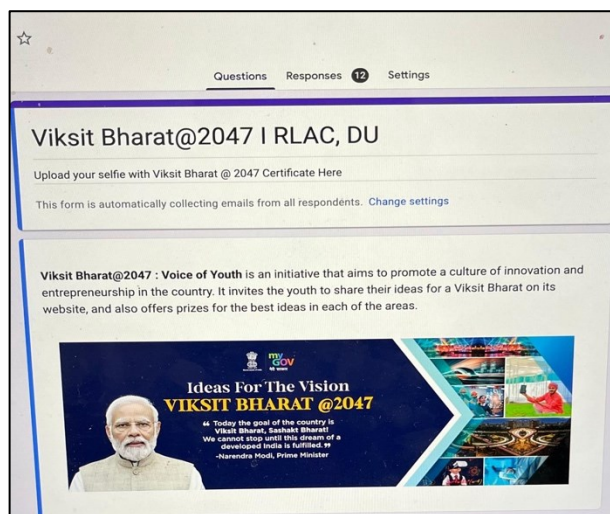 Questions Responses 12 Settings
Viksit Bharat@2047 I RLAC, DU
Upload your selfie with Viksit Bharat @ 2047 Certificate Here
This form is automatically collecting emails from all respondents. Change settings
Viksit Bharat@2047 : Voice of Youth is an initiative that aims to promote a culture of innovation and
entrepreneurship in the country. It invites the youth to share their ideas for a Viksit Bharat on its
website, and also offers prizes for the best ideas in each of the areas.
my
GOV
मेरी सरकार
Ideas For The Vision
VIKSIT BHARAT @2047
“ Today the goal of the country is
Viksit Bharat, Sashakt Bharat!
We cannot stop until this dream of a
developed India is fulfilled. ”
-Narendra Modi, Prime Minister